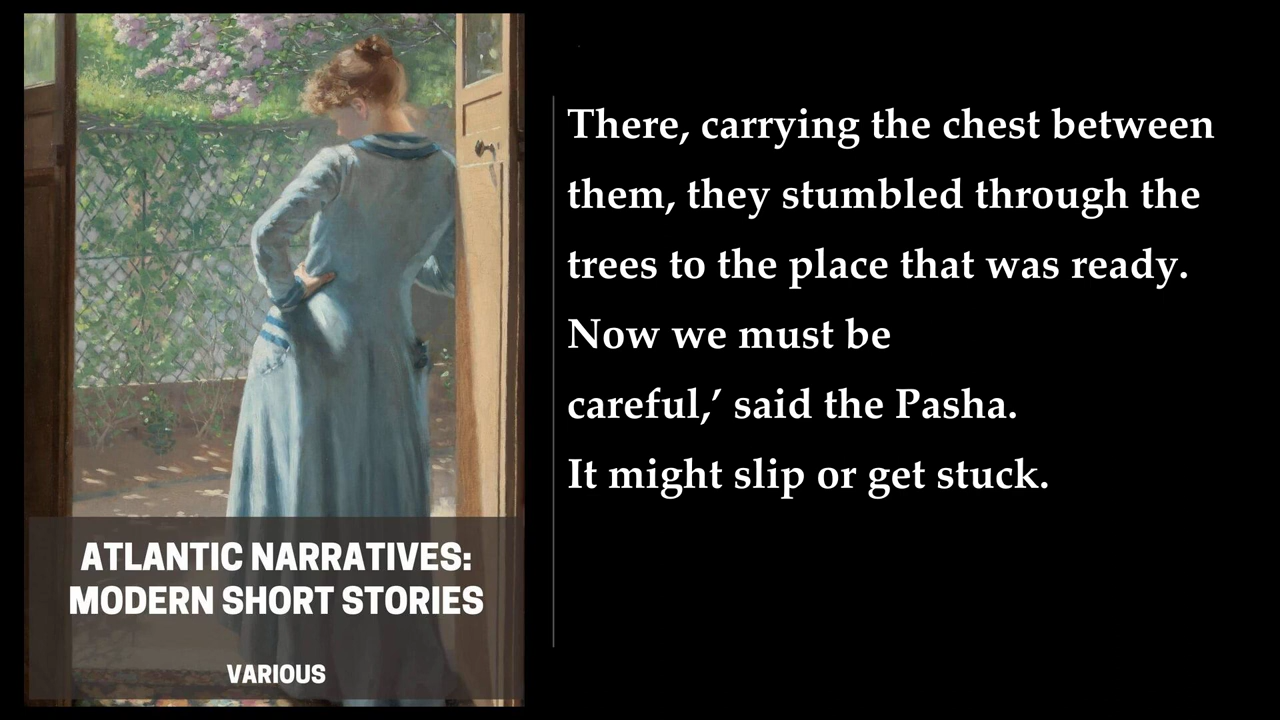 There, carrying the chest between
them, they stumbled through the
trees to the place that was ready.
Now we must be
careful,’ said the Pasha.
It might slip or get stuck.
ATLANTIC NARRATIVES:
MODERN SHORT STORIES
VARIOUS